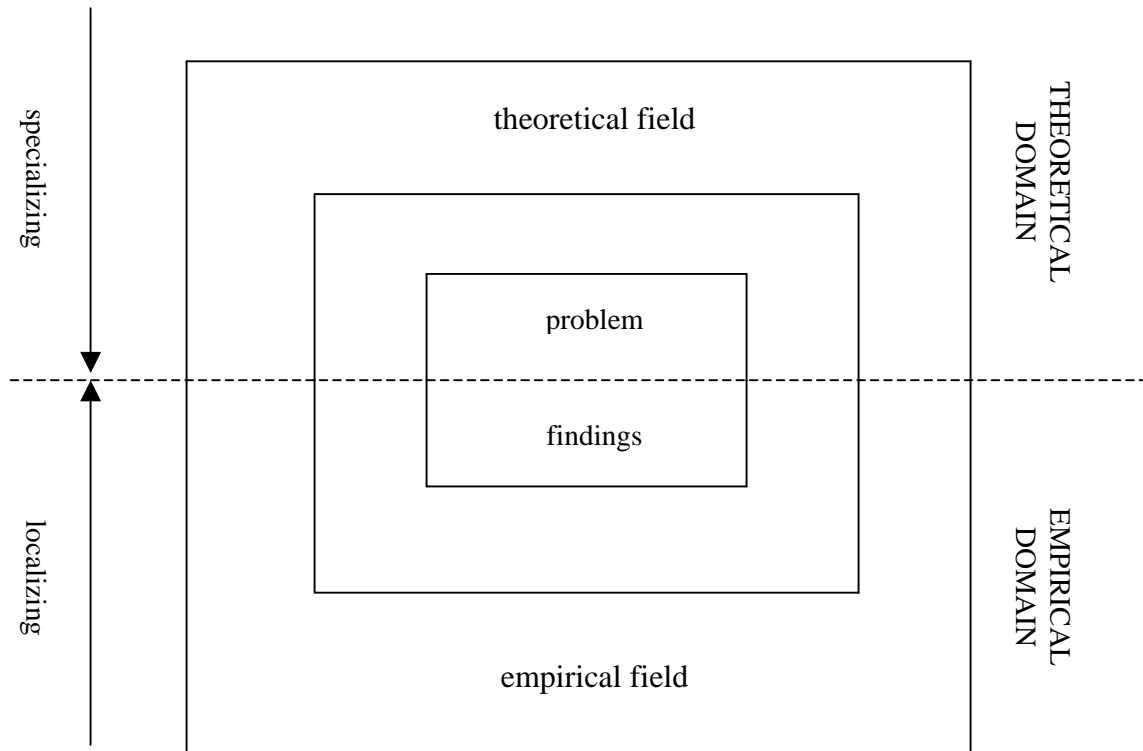 specializing
theoretical field
THEORETICAL
DOMAIN
problem
findings
localizing
empirical field
EMPIRICAL
DOMAIN